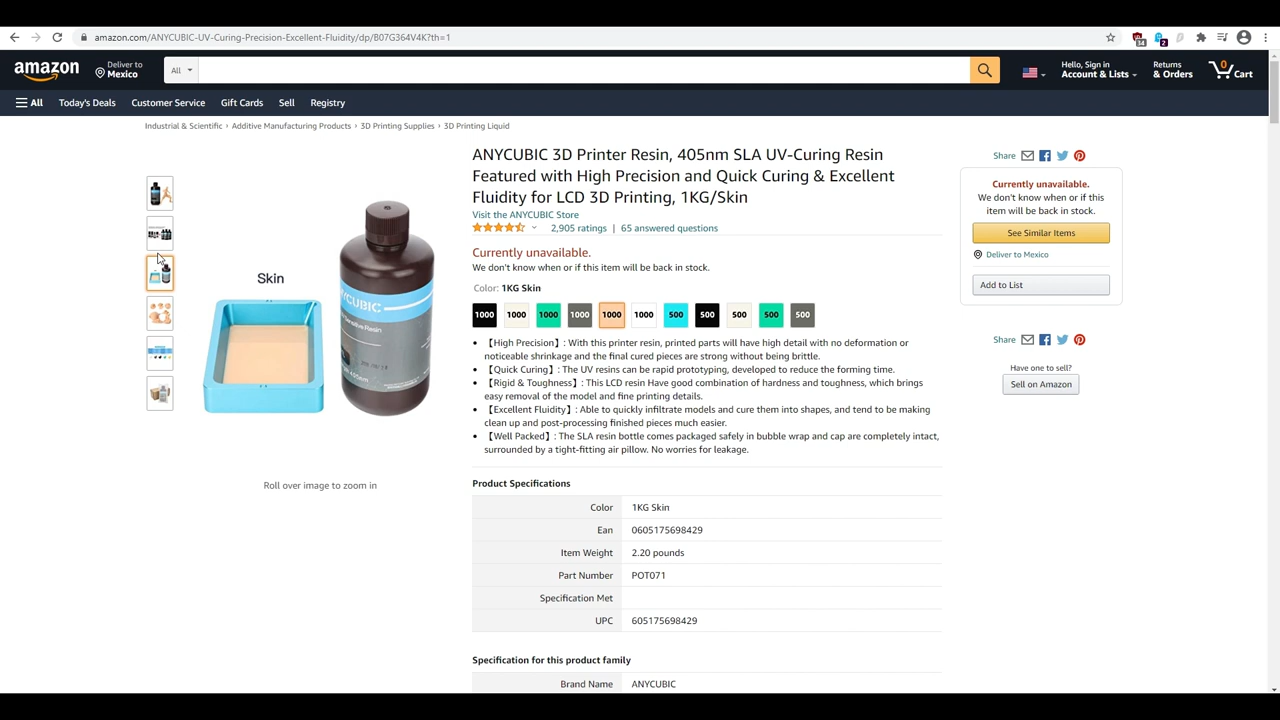 amazon.com/ANYCUBIC-UV-Curing-Precision-Excellent-Fluidity/dp/B07G364V4K?th=1
34
2
amazon
Deliver to
Mexico
All
Hello, Sign in
Account & Lists
Returns
& Orders
0
Cart
All
Today's Deals
Customer Service
Gift Cards
Sell
Registry
Industrial & Scientific › Additive Manufacturing Products › 3D Printing Supplies › 3D Printing Liquid
ANYCUBIC 3D Printer Resin, 405nm SLA UV-Curing Resin
Featured with High Precision and Quick Curing & Excellent
Fluidity for LCD 3D Printing, 1KG/Skin
Visit the ANYCUBIC Store
2,905 ratings | 65 answered questions
Currently unavailable.
We don't know when or if this item will be back in stock.
Color: 1KG Skin
1000 1000 1000 1000 1000 1000 500 500 500 500 500
• 【High Precision】: With this printer resin, printed parts will have high detail with no deformation or
noticeable shrinkage and the final cured pieces are strong without being brittle.
• 【Quick Curing】: The UV resins can be rapid prototyping, developed to reduce the forming time.
• 【Rigid & Toughness】: This LCD resin Have good combination of hardness and toughness, which brings
easy removal of the model and fine printing details.
• 【Excellent Fluidity】: Able to quickly infiltrate models and cure them into shapes, and tend to be making
clean up and post-processing finished pieces much easier.
• 【Well Packed】: The SLA resin bottle comes packaged safely in bubble wrap and cap are completely intact,
surrounded by a tight-fitting air pillow. No worries for leakage.
Skin
YCUBIC
Roll over image to zoom in
Product Specifications
Color 1KG Skin
Ean 0605175698429
Item Weight 2.20 pounds
Part Number POT071
Specification Met
UPC 605175698429
Specification for this product family
Brand Name ANYCUBIC
Share
Currently unavailable.
We don't know when or if this
item will be back in stock.
See Similar Items
Deliver to Mexico
Add to List
Share
Have one to sell?
Sell on Amazon